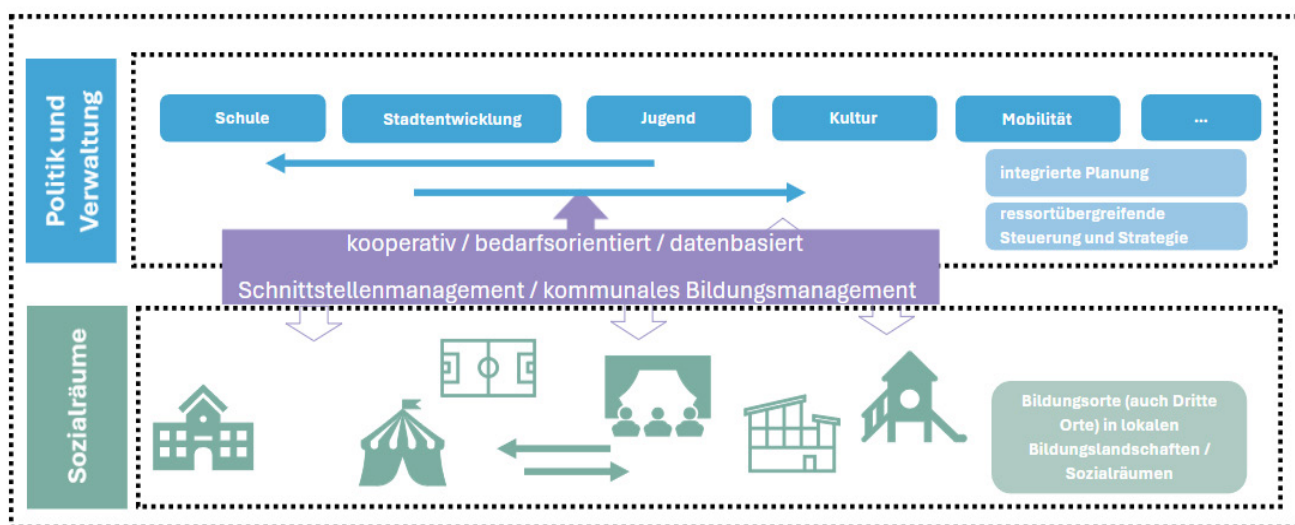 Politik und
Verwaltung
Schule
Stadtentwicklung
Jugend
Kultur
Mobilität
...
integrierte Planung
ressortübergreifende
Steuerung und Strategie
kooperativ / bedarfsorientiert / datenbasiert
Schnittstellenmanagement / kommunales Bildungsmanagement
Sozialräume
Bildungsorte (auch Dritte
Orte) in lokalen
Bildungslandschaften /
Sozialräumen